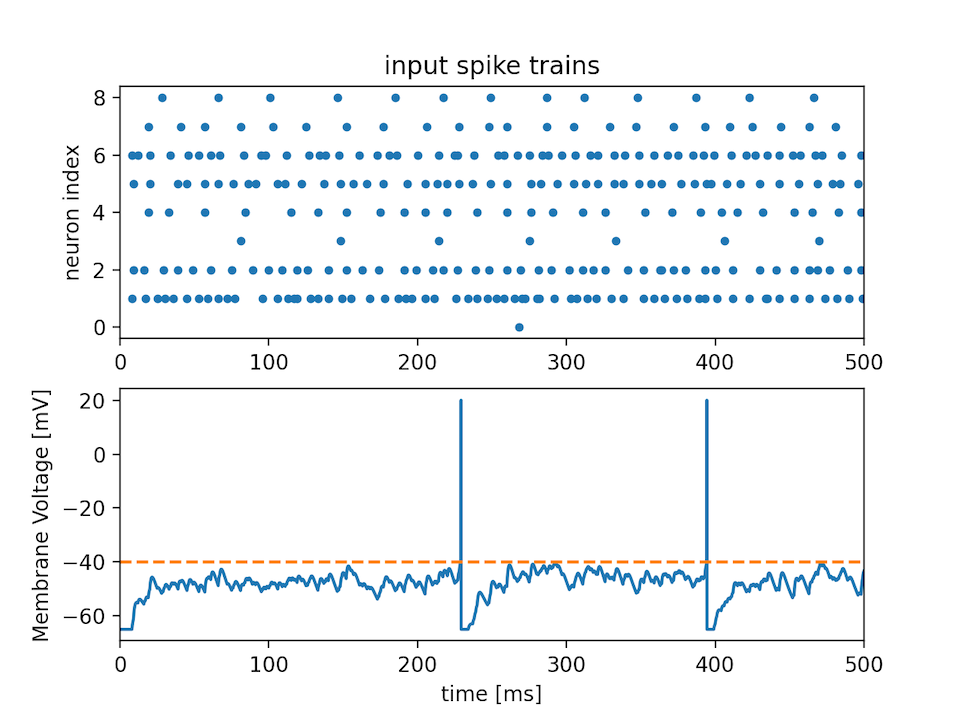 input spike trains
8
6
4
2
0
neuron index
0 100 200 300 400 500
20
0
−20
−40
−60
Membrane Voltage [mV]
0 100 200 300 400 500
time [ms]